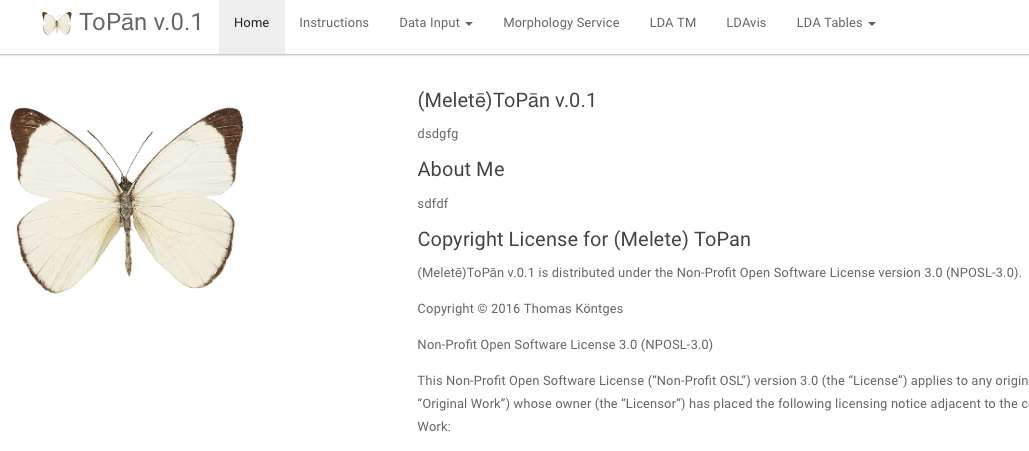 ToPān v.0.1
Home
Instructions
Data Input
Morphology Service
LDA TM
LDAvis
LDA Tables
(Meletē)ToPān v.0.1
dsdgfg
About Me
sdfdf
Copyright License for (Melete) ToPan
(Meletē)ToPān v.0.1 is distributed under the Non-Profit Open Software License version 3.0 (NPOSL-3.0).
Copyright © 2016 Thomas Köntges
Non-Profit Open Software License 3.0 (NPOSL-3.0)
This Non-Profit Open Software License (“Non-Profit OSL”) version 3.0 (the “License”) applies to any origin
“Original Work”) whose owner (the “Licensor”) has placed the following licensing notice adjacent to the c
Work: